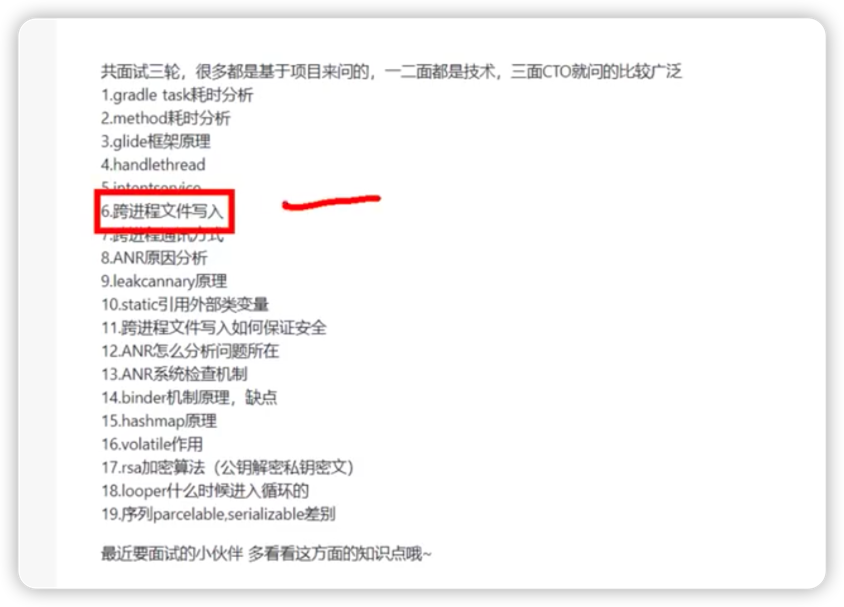 共面试三轮，很多都是基于项目来问的，一二面都是技术，三面CTO就问的比较广泛
1.gradle task耗时分析
2.method耗时分析
3.glide框架原理
4.handlethread
5.intentservice
6.跨进程文件写入
7.跨进程通讯方式
8.ANR原因分析
9.leakcannary原理
10.static引用外部类变量
11.跨进程文件写入如何保证安全
12.ANR怎么分析问题所在
13.ANR系统检查机制
14.binder机制原理，缺点
15.hashmap原理
16.volatile作用
17.rsa加密算法（公钥解密私钥密文）
18.looper什么时候进入循环的
19.序列parcelable,serializable差别
最近要面试的小伙伴 多看看这方面的知识点哦~